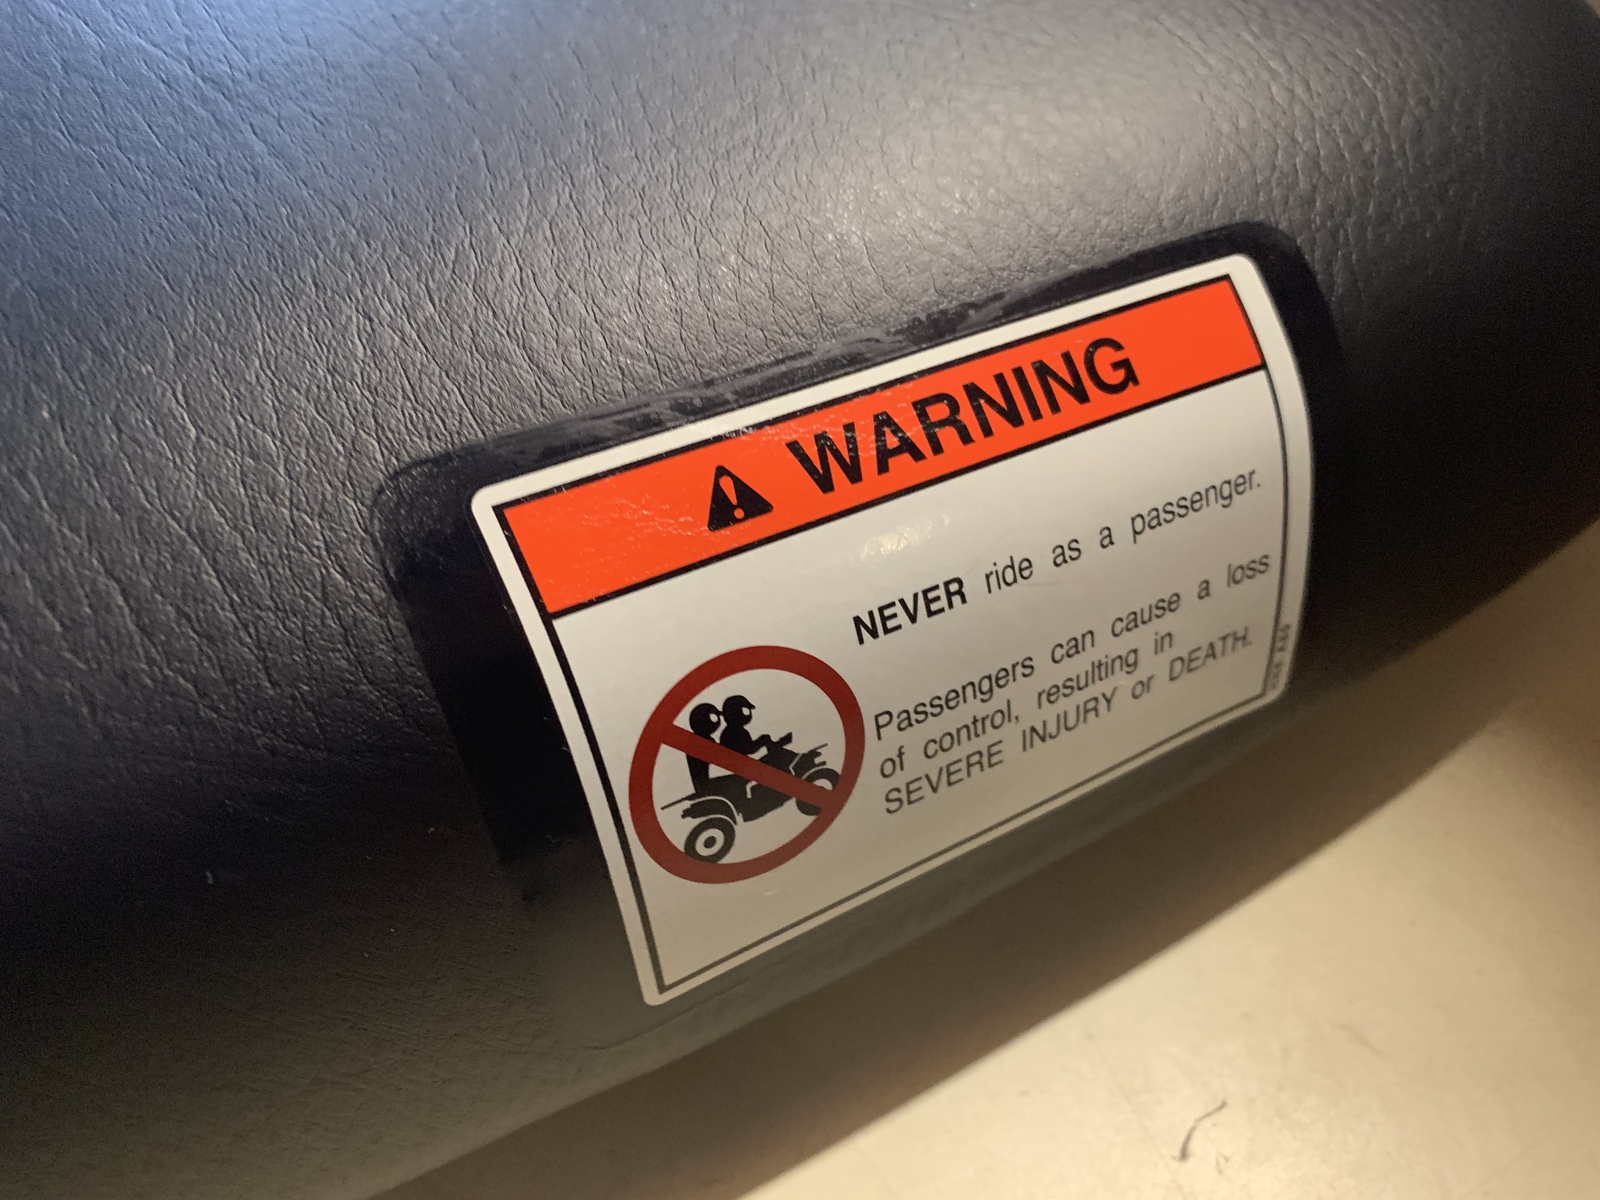 WARNING
NEVER ride as a passenger.
Passengers can cause a loss
of control, resulting in
SEVERE INJURY or DEATH.